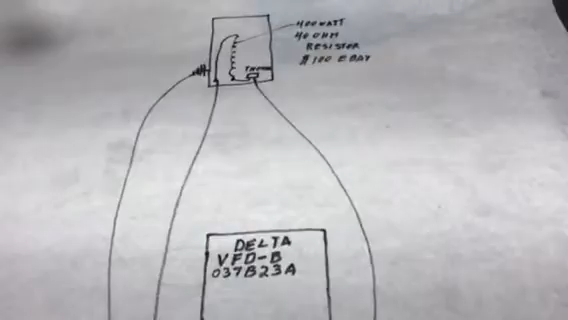 400 WATT
40 OHM
RESISTOR
$100 EBAY
DELTA
VFD-B
037B23A